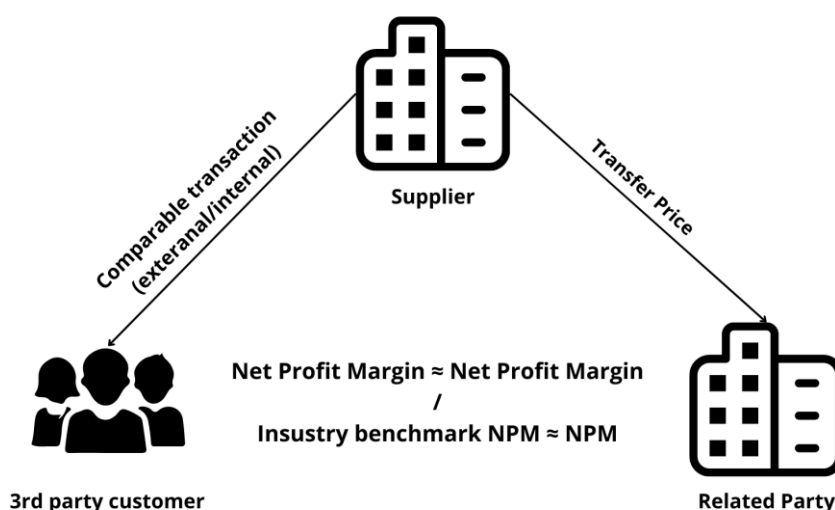 Supplier
Comparable transaction
(exteranal/internal)
Transfer Price
Net Profit Margin ≈ Net Profit Margin
/
Insustry benchmark NPM ≈ NPM
3rd party customer
Related Party